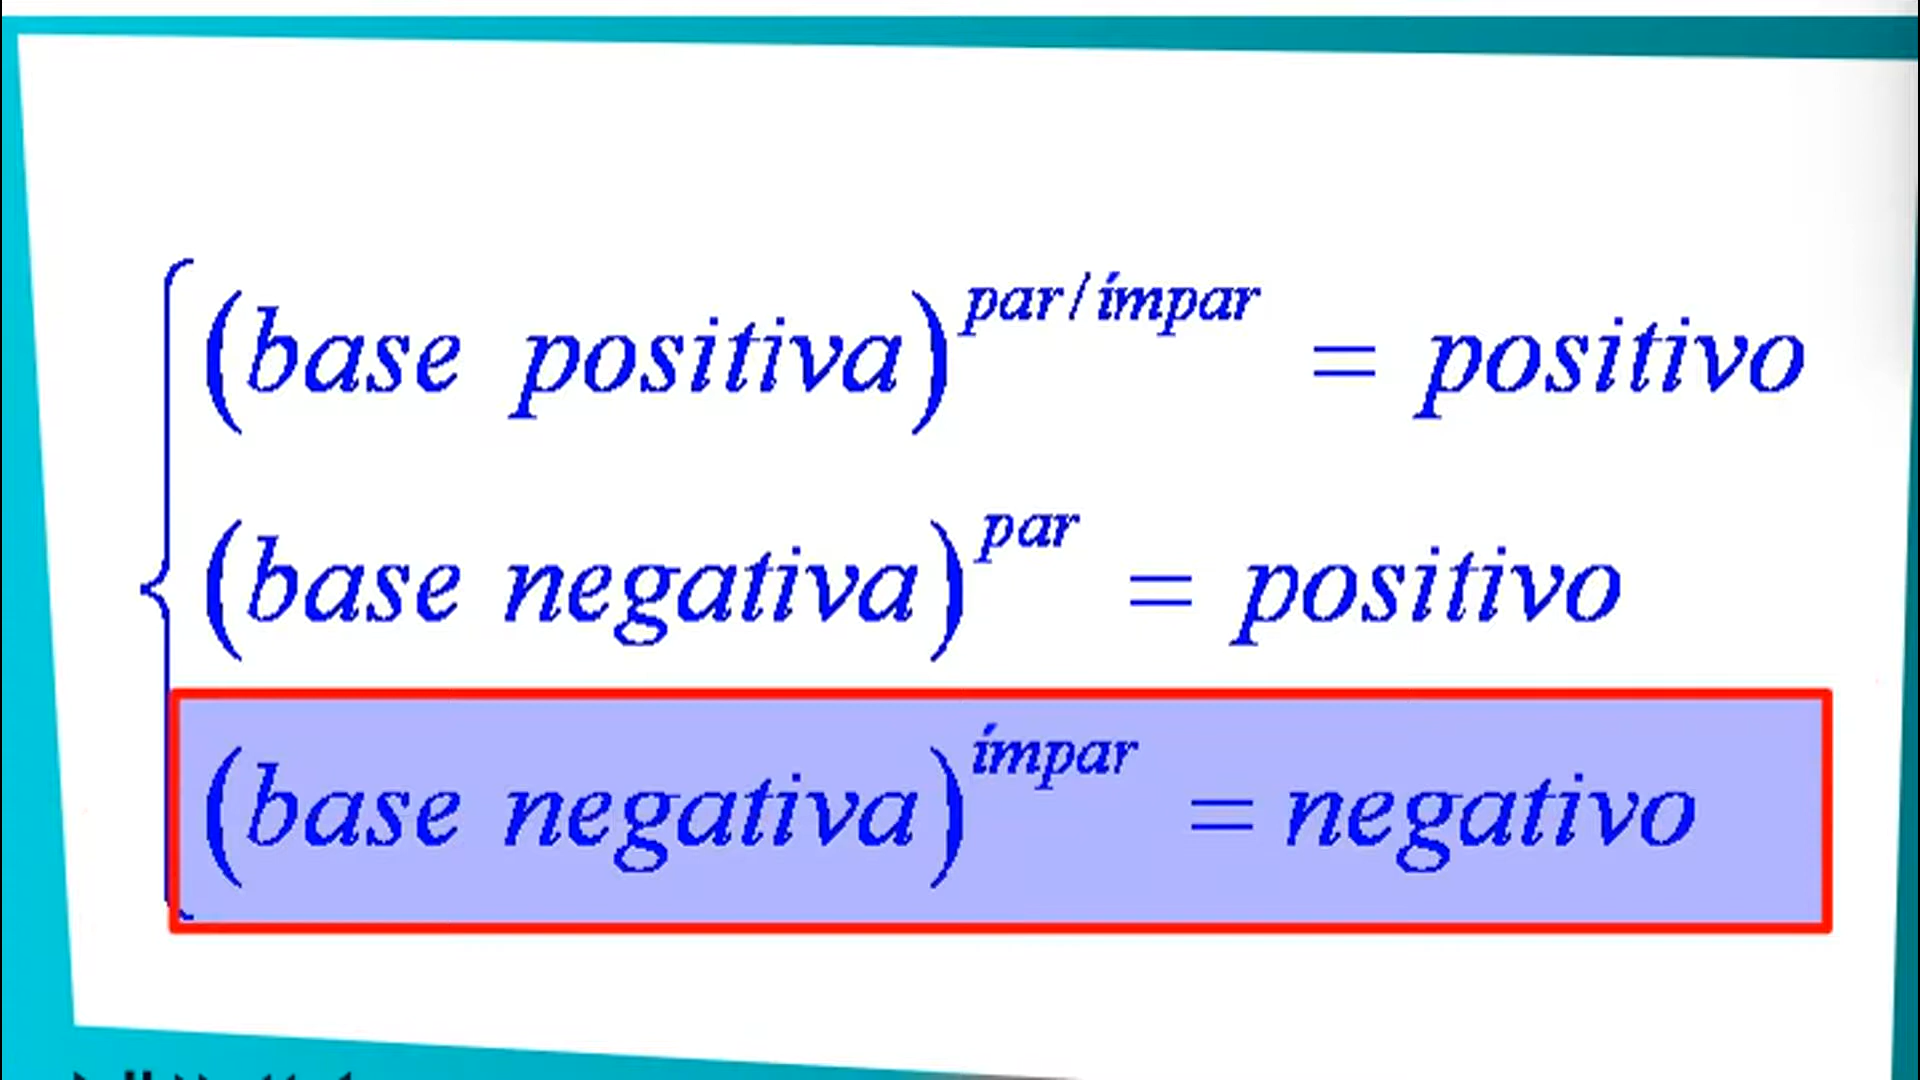 (base positiva)^par/ímpar = positivo
(base negativa)^par = positivo
(base negativa)^ímpar = negativo